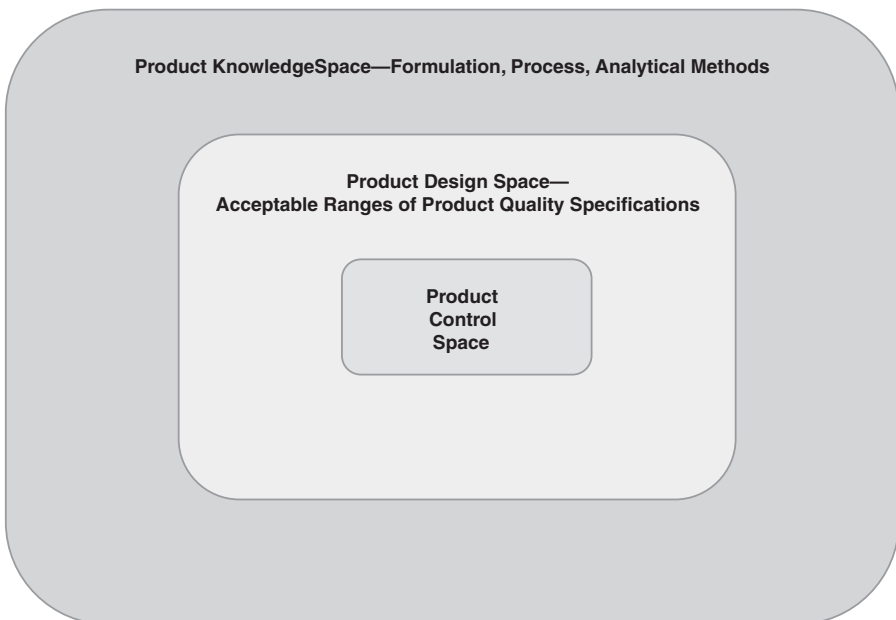 Product KnowledgeSpace—Formulation, Process, Analytical Methods
Product Design Space—
Acceptable Ranges of Product Quality Specifications
Product
Control
Space